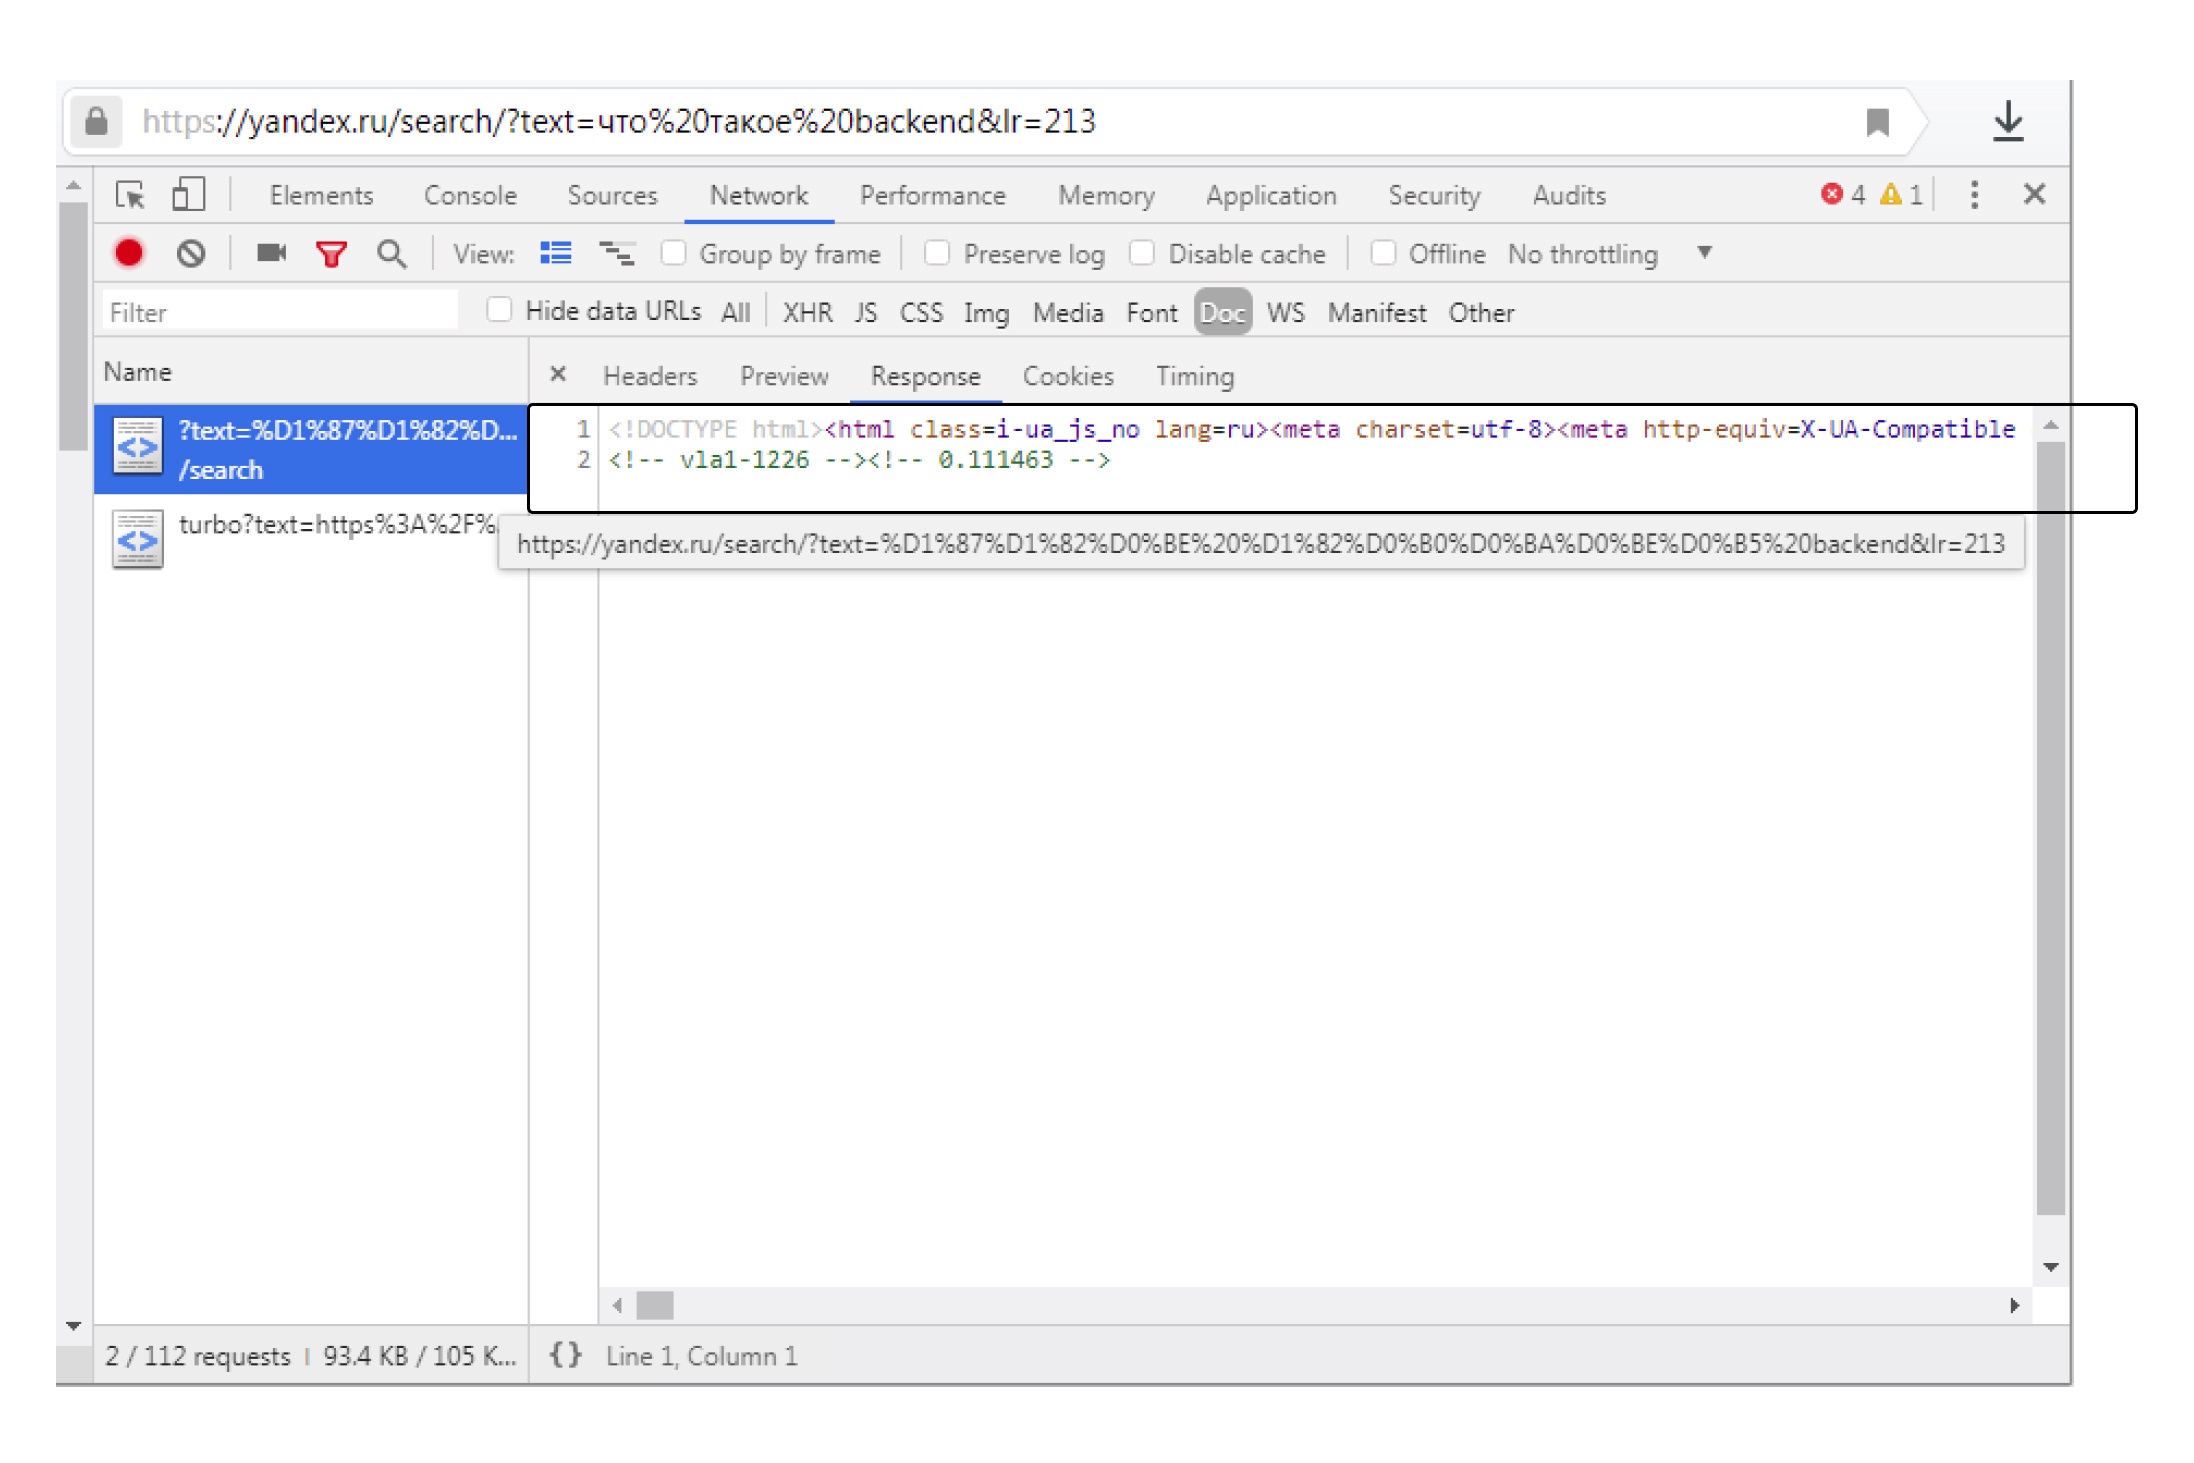 https://yandex.ru/search/?text=что%20такое%20backend&lr=213
Elements Console Sources Network Performance Memory Application Security Audits 4 1
View: Group by frame Preserve log Disable cache Offline No throttling
Filter Hide data URLs All XHR JS CSS Img Media Font Doc WS Manifest Other
Name
Headers Preview Response Cookies Timing
?text=%D1%87%D1%82%D...
/search
1 <!DOCTYPE html><html class=i-ua_js_no lang=ru><meta charset=utf-8><meta http-equiv=X-UA-Compatible
2 <!-- vla1-1226 --><!-- 0.111463 -->
turbo?text=https%3A%2F%
https://yandex.ru/search/?text=%D1%87%D1%82%D0%BE%20%D1%82%D0%B0%D0%BA%D0%BE%D0%B5%20backend&lr=213
2 / 112 requests | 93.4 KB / 105 K... {} Line 1, Column 1